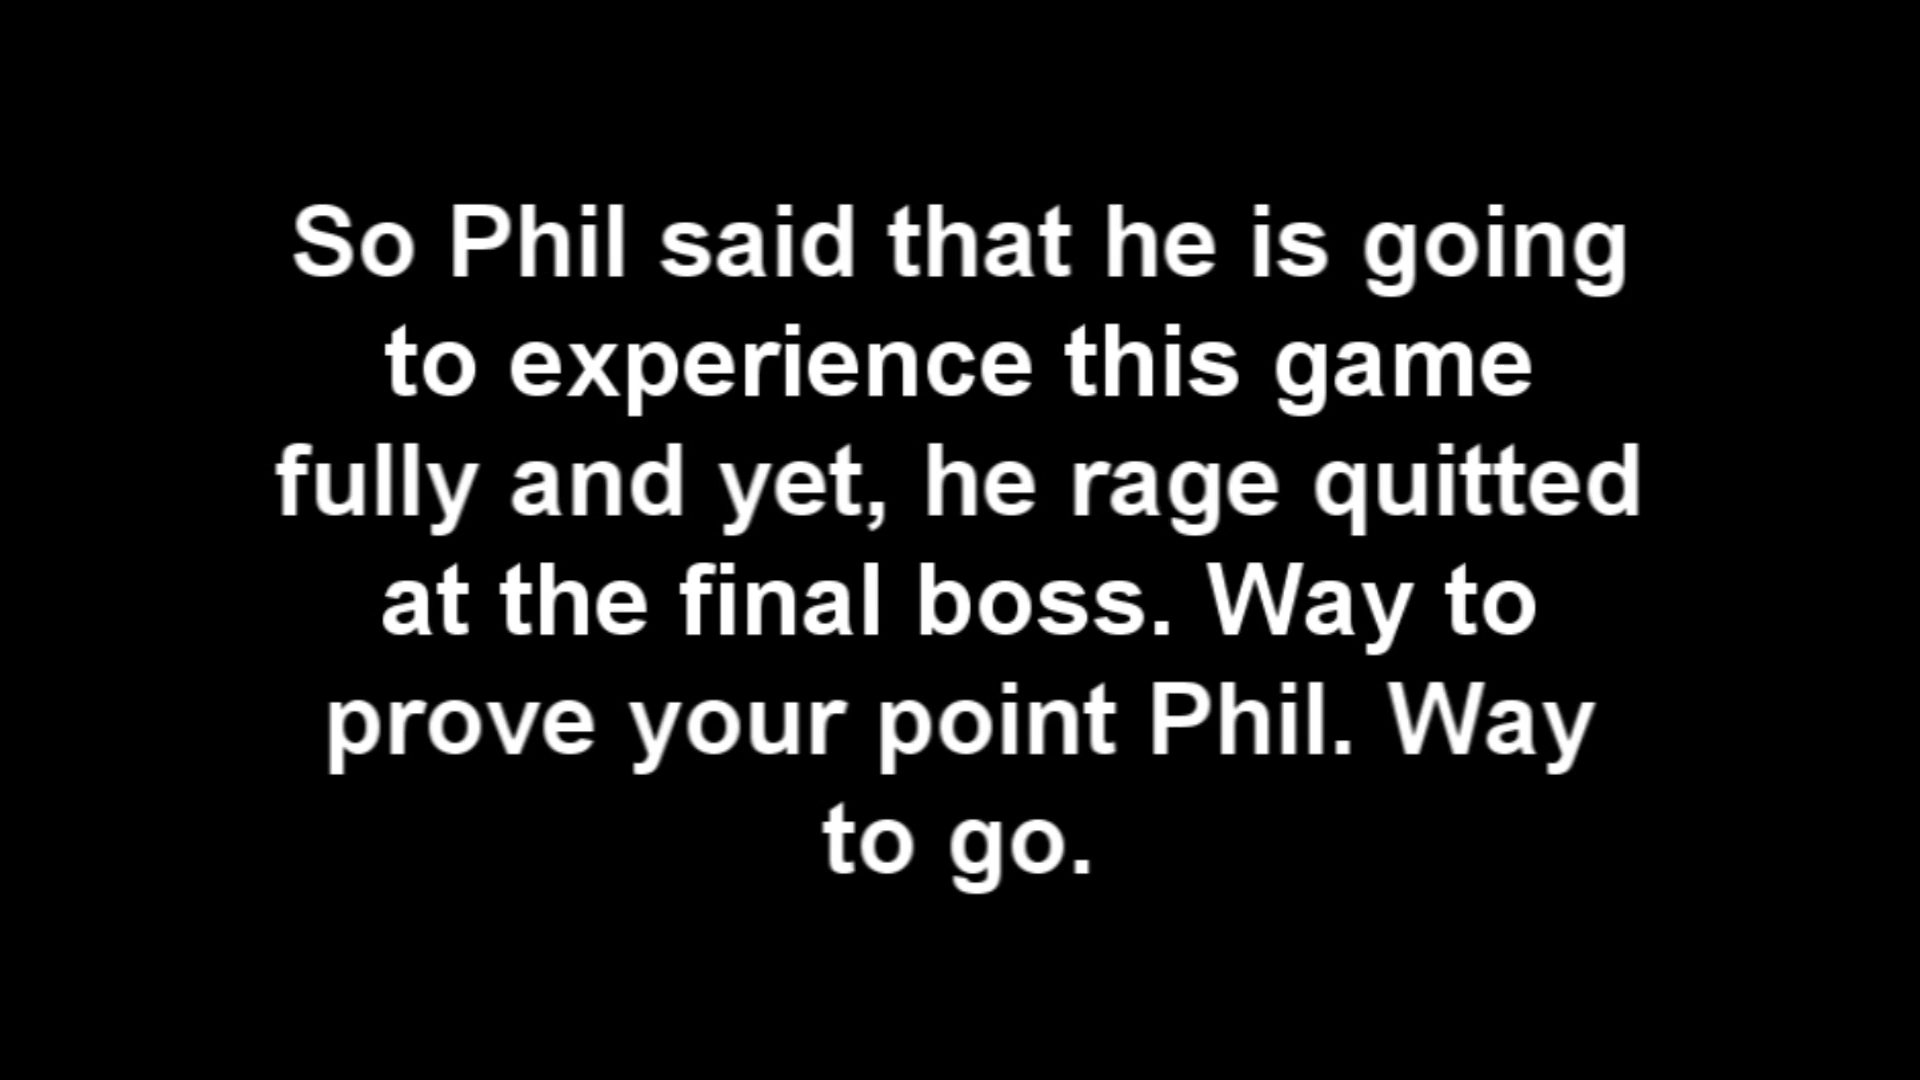 So Phil said that he is going
to experience this game
fully and yet, he rage quitted
at the final boss. Way to
prove your point Phil. Way
to go.